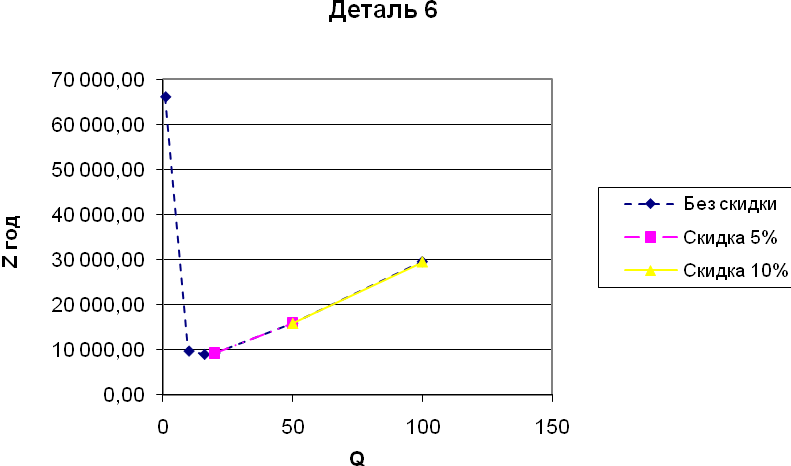 Деталь 6
70 000,00
60 000,00
50 000,00
40 000,00
30 000,00
20 000,00
10 000,00
0,00
Z год
0 50 100 150
Q
Без скидки
Скидка 5%
Скидка 10%